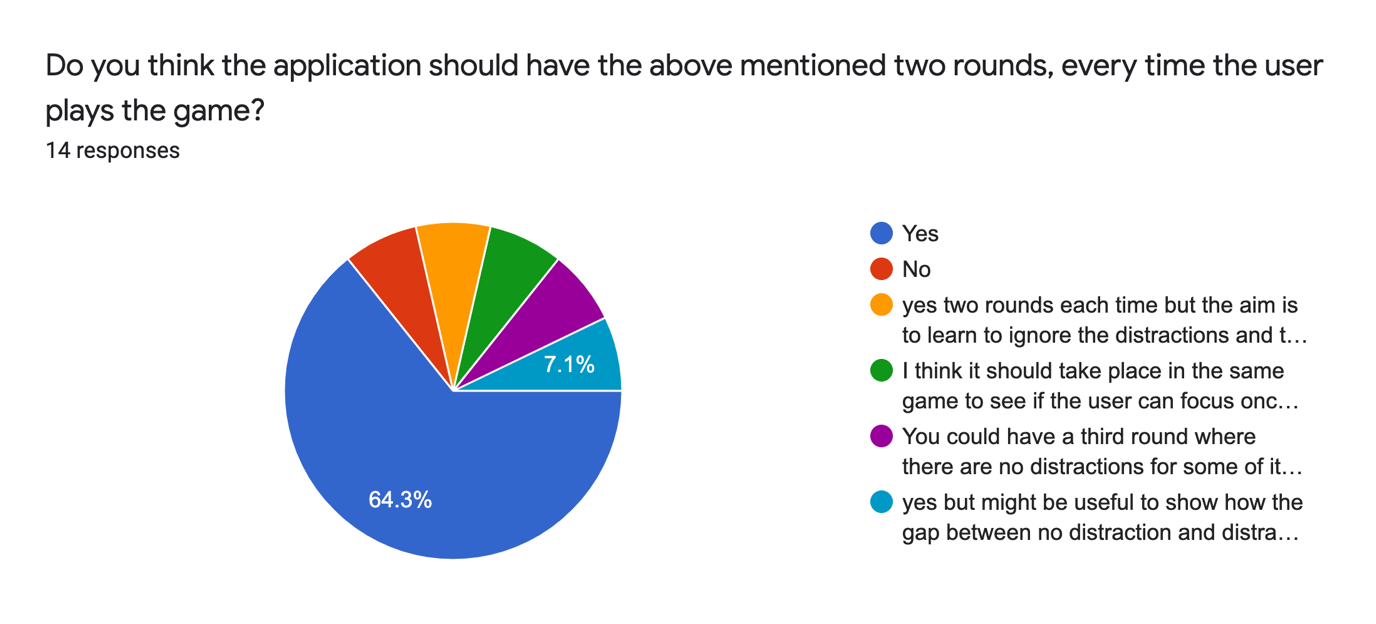 Do you think the application should have the above mentioned two rounds, every time the user
plays the game?
14 responses
Yes
No
yes two rounds each time but the aim is
to learn to ignore the distractions and t…
I think it should take place in the same
game to see if the user can focus onc…
You could have a third round where
there are no distractions for some of it…
yes but might be useful to show how the
gap between no distraction and distra…
7.1%
64.3%